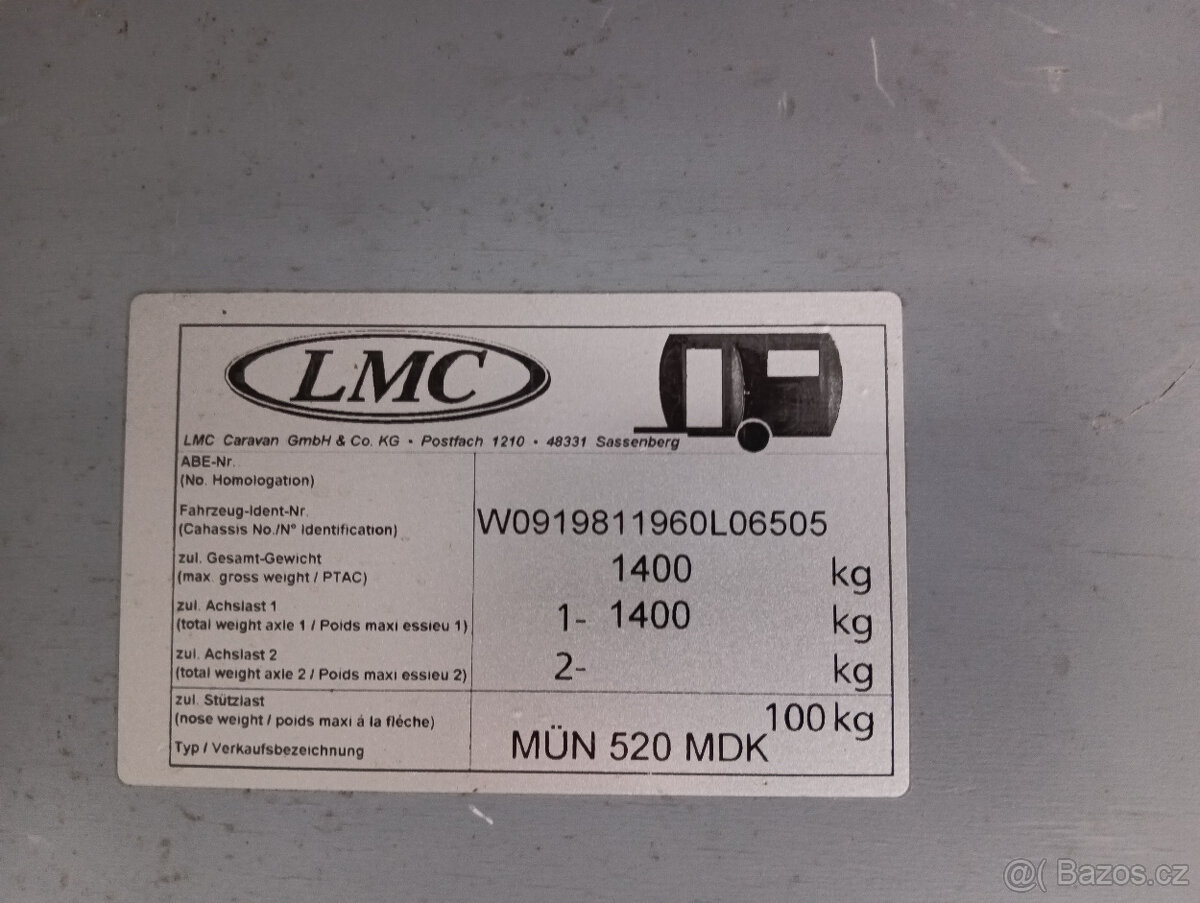 LMC
LMC Caravan GmbH & Co. KG • Postfach 1210 • 48331 Sassenberg
ABE-Nr.
(No. Homologation)
Fahrzeug-Ident-Nr.
(Cahassis No./N° Identification)
W0919811960L06505
zul. Gesamt-Gewicht
(max. gross weight / PTAC)
1400 kg
zul. Achslast 1
(total weight axle 1 / Poids maxi essieu 1)
1- 1400 kg
zul. Achslast 2
(total weight axle 2 / Poids maxi essieu 2)
2- kg
zul. Stützlast
(nose weight / poids maxi á la fléche)
100 kg
Typ / Verkaufsbezeichnung
MÜN 520 MDK
@( Bazos.cz